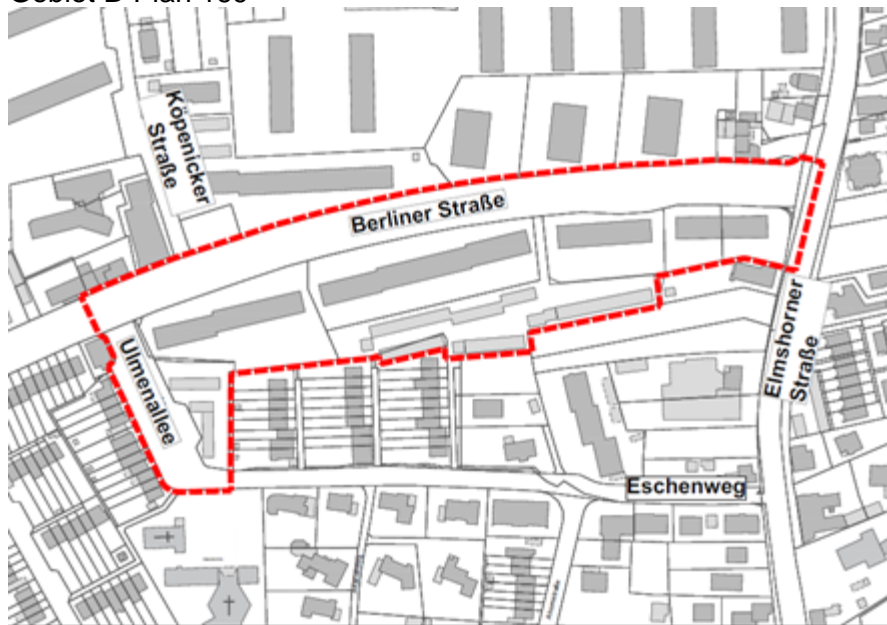 Köpenicker
Straße
Berliner Straße
Ulmenallee
Elmshorner
Straße
Eschenweg